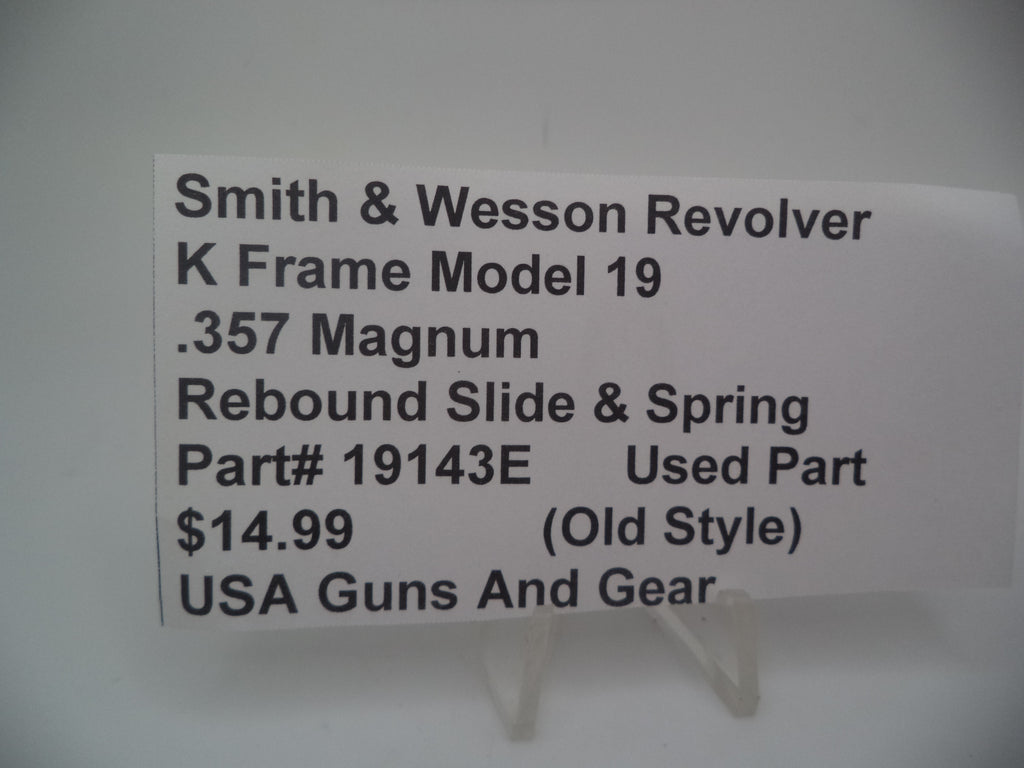 Smith & Wesson Revolver
K Frame Model 19
.357 Magnum
Rebound Slide & Spring
Part# 19143E Used Part
$14.99 (Old Style)
USA Guns And Gear